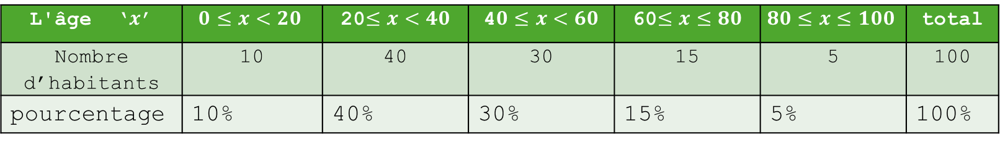 L'âge ‘x’ 0 ≤ x < 20 20≤ x < 40 40 ≤ x < 60 60≤ x ≤ 80 80 ≤ x ≤ 100 total
Nombre 10 40 30 15 5 100
d’habitants
pourcentage 10% 40% 30% 15% 5% 100%